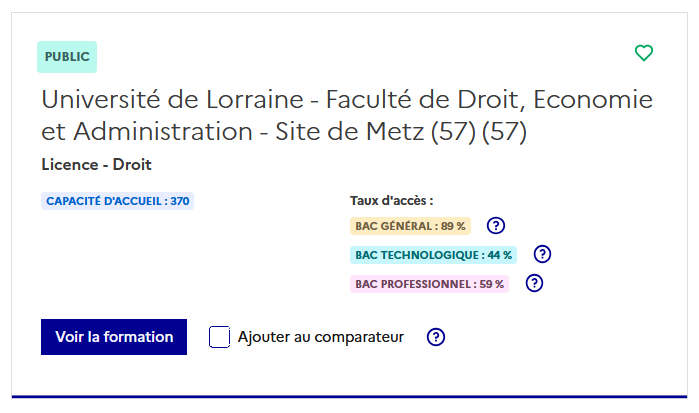 PUBLIC
Université de Lorraine - Faculté de Droit, Economie
et Administration - Site de Metz (57) (57)
Licence - Droit
CAPACITÉ D'ACCUEIL : 370
Taux d'accès :
BAC GÉNÉRAL : 89 %
?
BAC TECHNOLOGIQUE : 44 %
?
BAC PROFESSIONNEL : 59 %
?
Voir la formation
Ajouter au comparateur
?